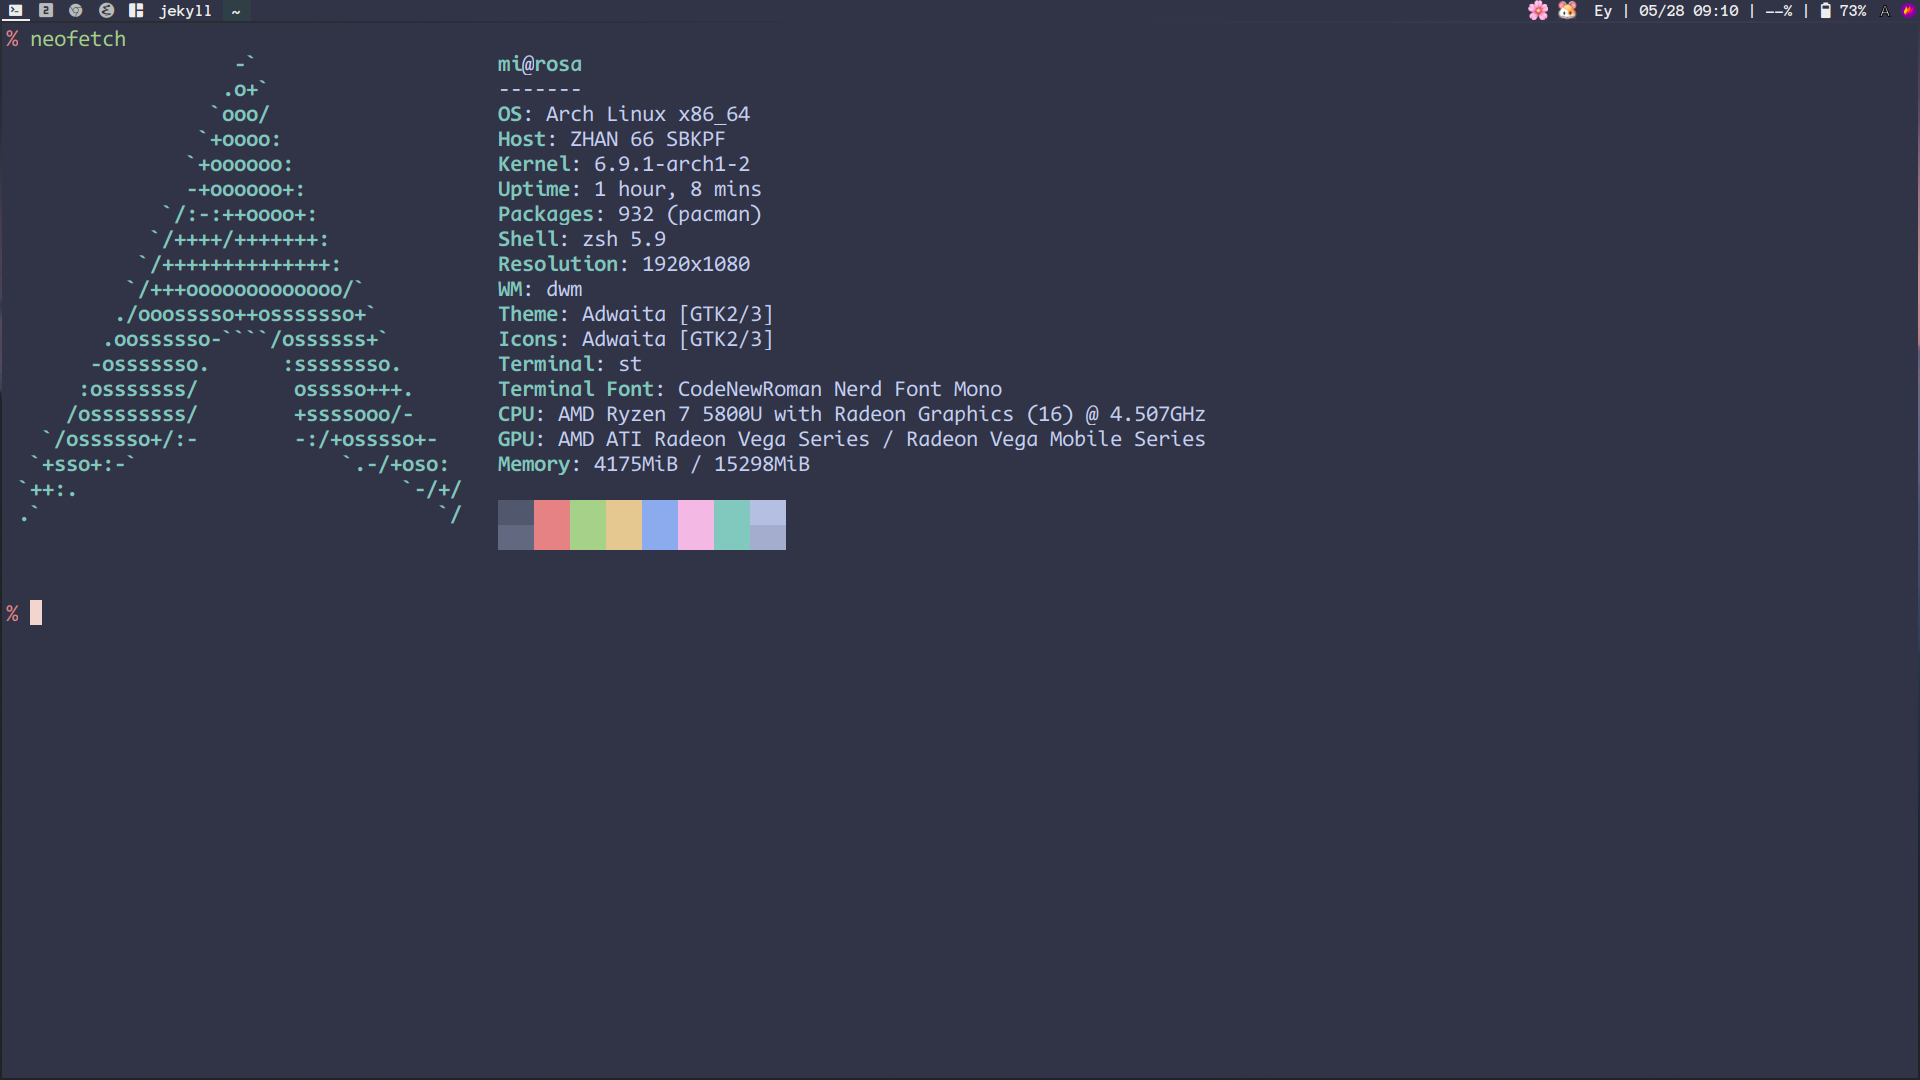 2 jekyll ~ Ey | 05/28 09:10 | --% | 73% A
% neofetch
-`
.o+`
`ooo/
`+oooo:
`+oooooo:
-+oooooo+:
`/:-:++oooo+:
`/++++/+++++++:
`/++++++++++++++:
`/+++ooooooooooooo/`
./ooosssso++osssssso+`
.oossssso-````/ossssss+`
-osssssso. :ssssssso.
:osssssss/ osssso+++.
/ossssssss/ +ssssooo/-
`/ossssso+/:- -:/+osssso+-
`+sso+:-` `.-/+oso:
`++:. `-/+/
.` `/
mi@rosa
-------
OS: Arch Linux x86_64
Host: ZHAN 66 SBKPF
Kernel: 6.9.1-arch1-2
Uptime: 1 hour, 8 mins
Packages: 932 (pacman)
Shell: zsh 5.9
Resolution: 1920x1080
WM: dwm
Theme: Adwaita [GTK2/3]
Icons: Adwaita [GTK2/3]
Terminal: st
Terminal Font: CodeNewRoman Nerd Font Mono
CPU: AMD Ryzen 7 5800U with Radeon Graphics (16) @ 4.507GHz
GPU: AMD ATI Radeon Vega Series / Radeon Vega Mobile Series
Memory: 4175MiB / 15298MiB
%